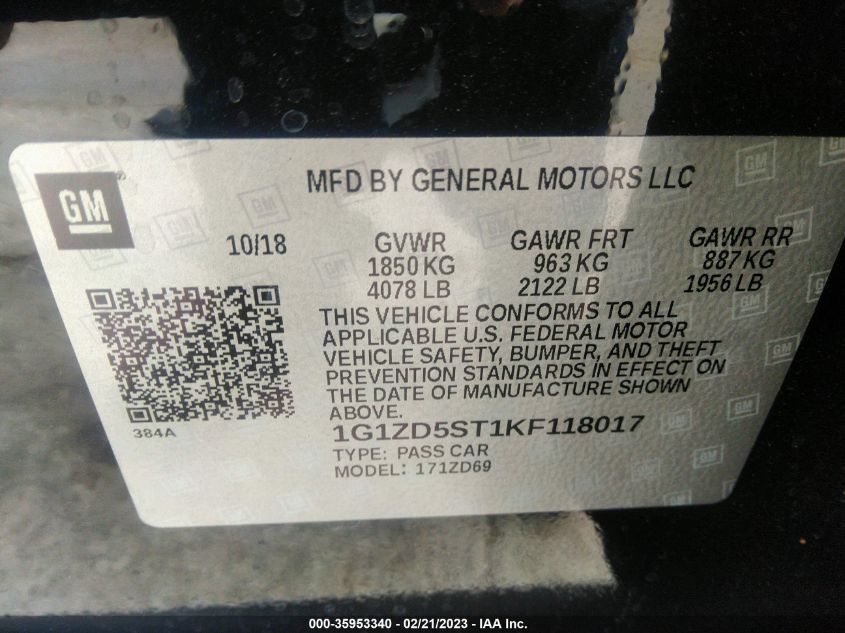 GM
MFD BY GENERAL MOTORS LLC
10/18 GVWR GAWR FRT GAWR RR
1850 KG 963 KG 887 KG
4078 LB 2122 LB 1956 LB
THIS VEHICLE CONFORMS TO ALL
APPLICABLE U.S. FEDERAL MOTOR
VEHICLE SAFETY, BUMPER, AND THEFT
PREVENTION STANDARDS IN EFFECT ON
THE DATE OF MANUFACTURE SHOWN
ABOVE.
384A
1G1ZD5ST1KF118017
TYPE: PASS CAR
MODEL: 171ZD69
000-35953340 - 02/21/2023 - IAA Inc.